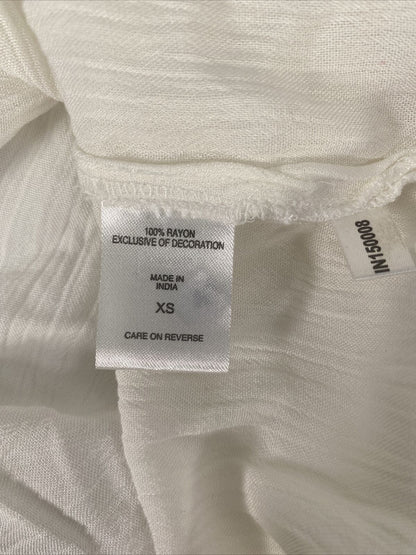 100% RAYON
EXCLUSIVE OF DECORATION
MADE IN
INDIA
XS
CARE ON REVERSE
IN150008